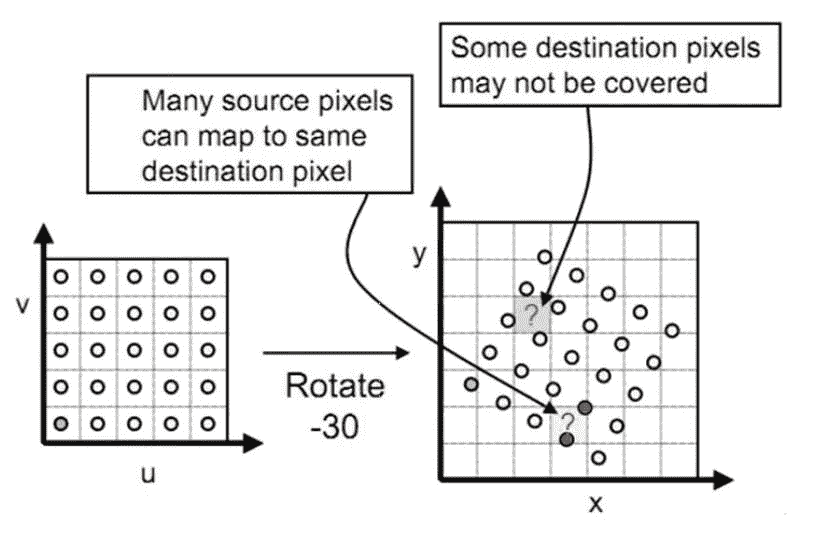 Some destination pixels
may not be covered
Many source pixels
can map to same
destination pixel
y
v
?
Rotate
-30
?
u
x